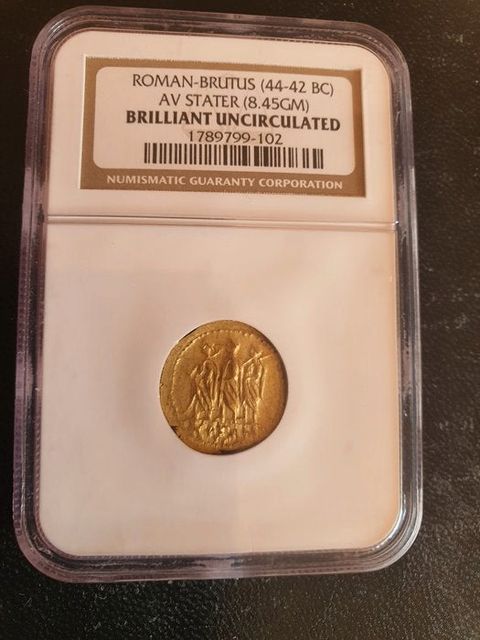 ROMAN-BRUTUS (44-42 BC)
AV STATER (8.45GM)
BRILLIANT UNCIRCULATED
1789799-102
NUMISMATIC GUARANTY CORPORATION